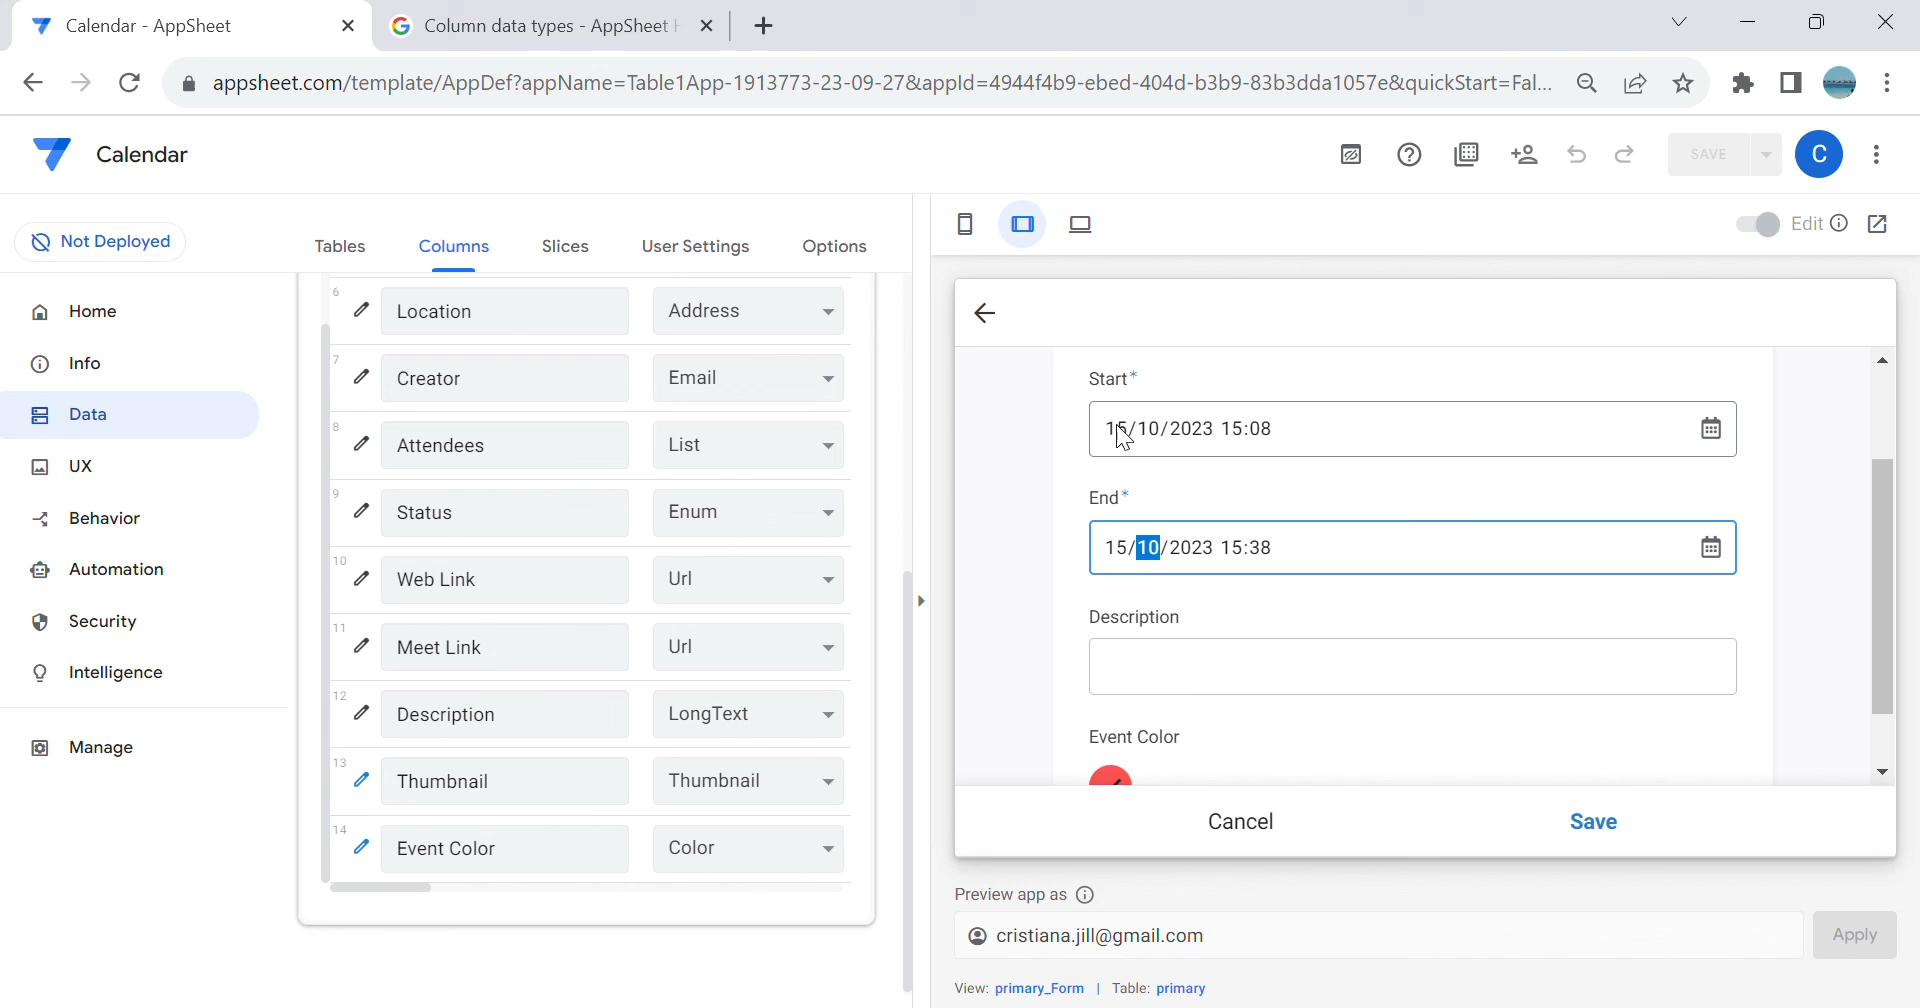 Calendar - AppSheet
Column data types - AppSheet
appsheet.com/template/AppDef?appName=Table1App-1913773-23-09-27&appId=4944f4b9-ebed-404d-b3b9-83b3dda1057e&quickStart=Fal...
Calendar
SAVE
C
Not Deployed
Tables
Columns
Slices
User Settings
Options
Edit
Home
Info
Data
UX
Behavior
Automation
Security
Intelligence
Manage
6 Location Address
7 Creator Email
8 Attendees List
9 Status Enum
10 Web Link Url
11 Meet Link Url
12 Description LongText
13 Thumbnail Thumbnail
14 Event Color Color
Start*
15/10/2023 15:08
End*
15/10/2023 15:38
Description
Event Color
Cancel
Save
Preview app as
cristiana.jill@gmail.com
Apply
View: primary_Form | Table: primary